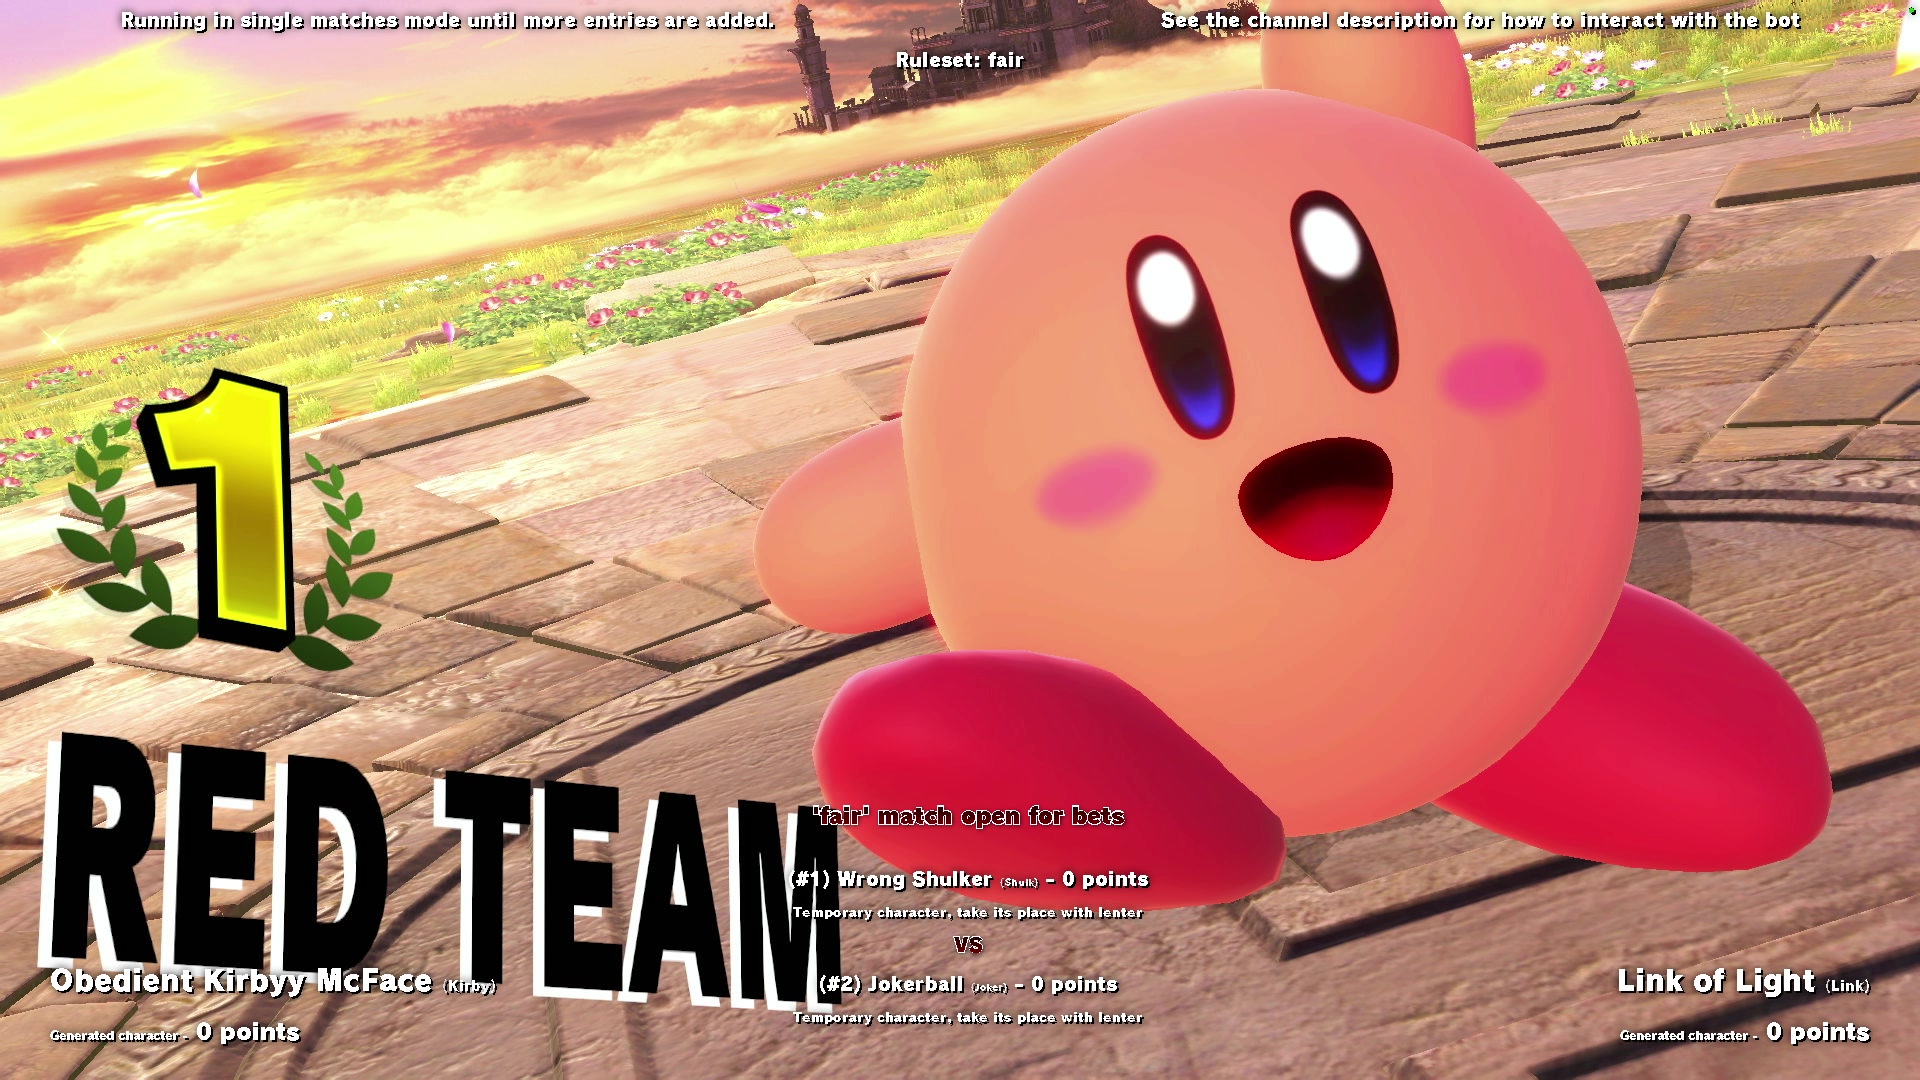 Running in single matches mode until more entries are added.
See the channel description for how to interact with the bot
Ruleset: fair
1
RED TEAM
'fair' match open for bets
(#1) Wrong Shulker (Shulk) - 0 points
Temporary character, take its place with !enter
VS
(#2) Jokerball (Joker) - 0 points
Temporary character, take its place with !enter
Obedient Kirbyy McFace (Kirby)
Generated character - 0 points
Link of Light (Link)
Generated character - 0 points